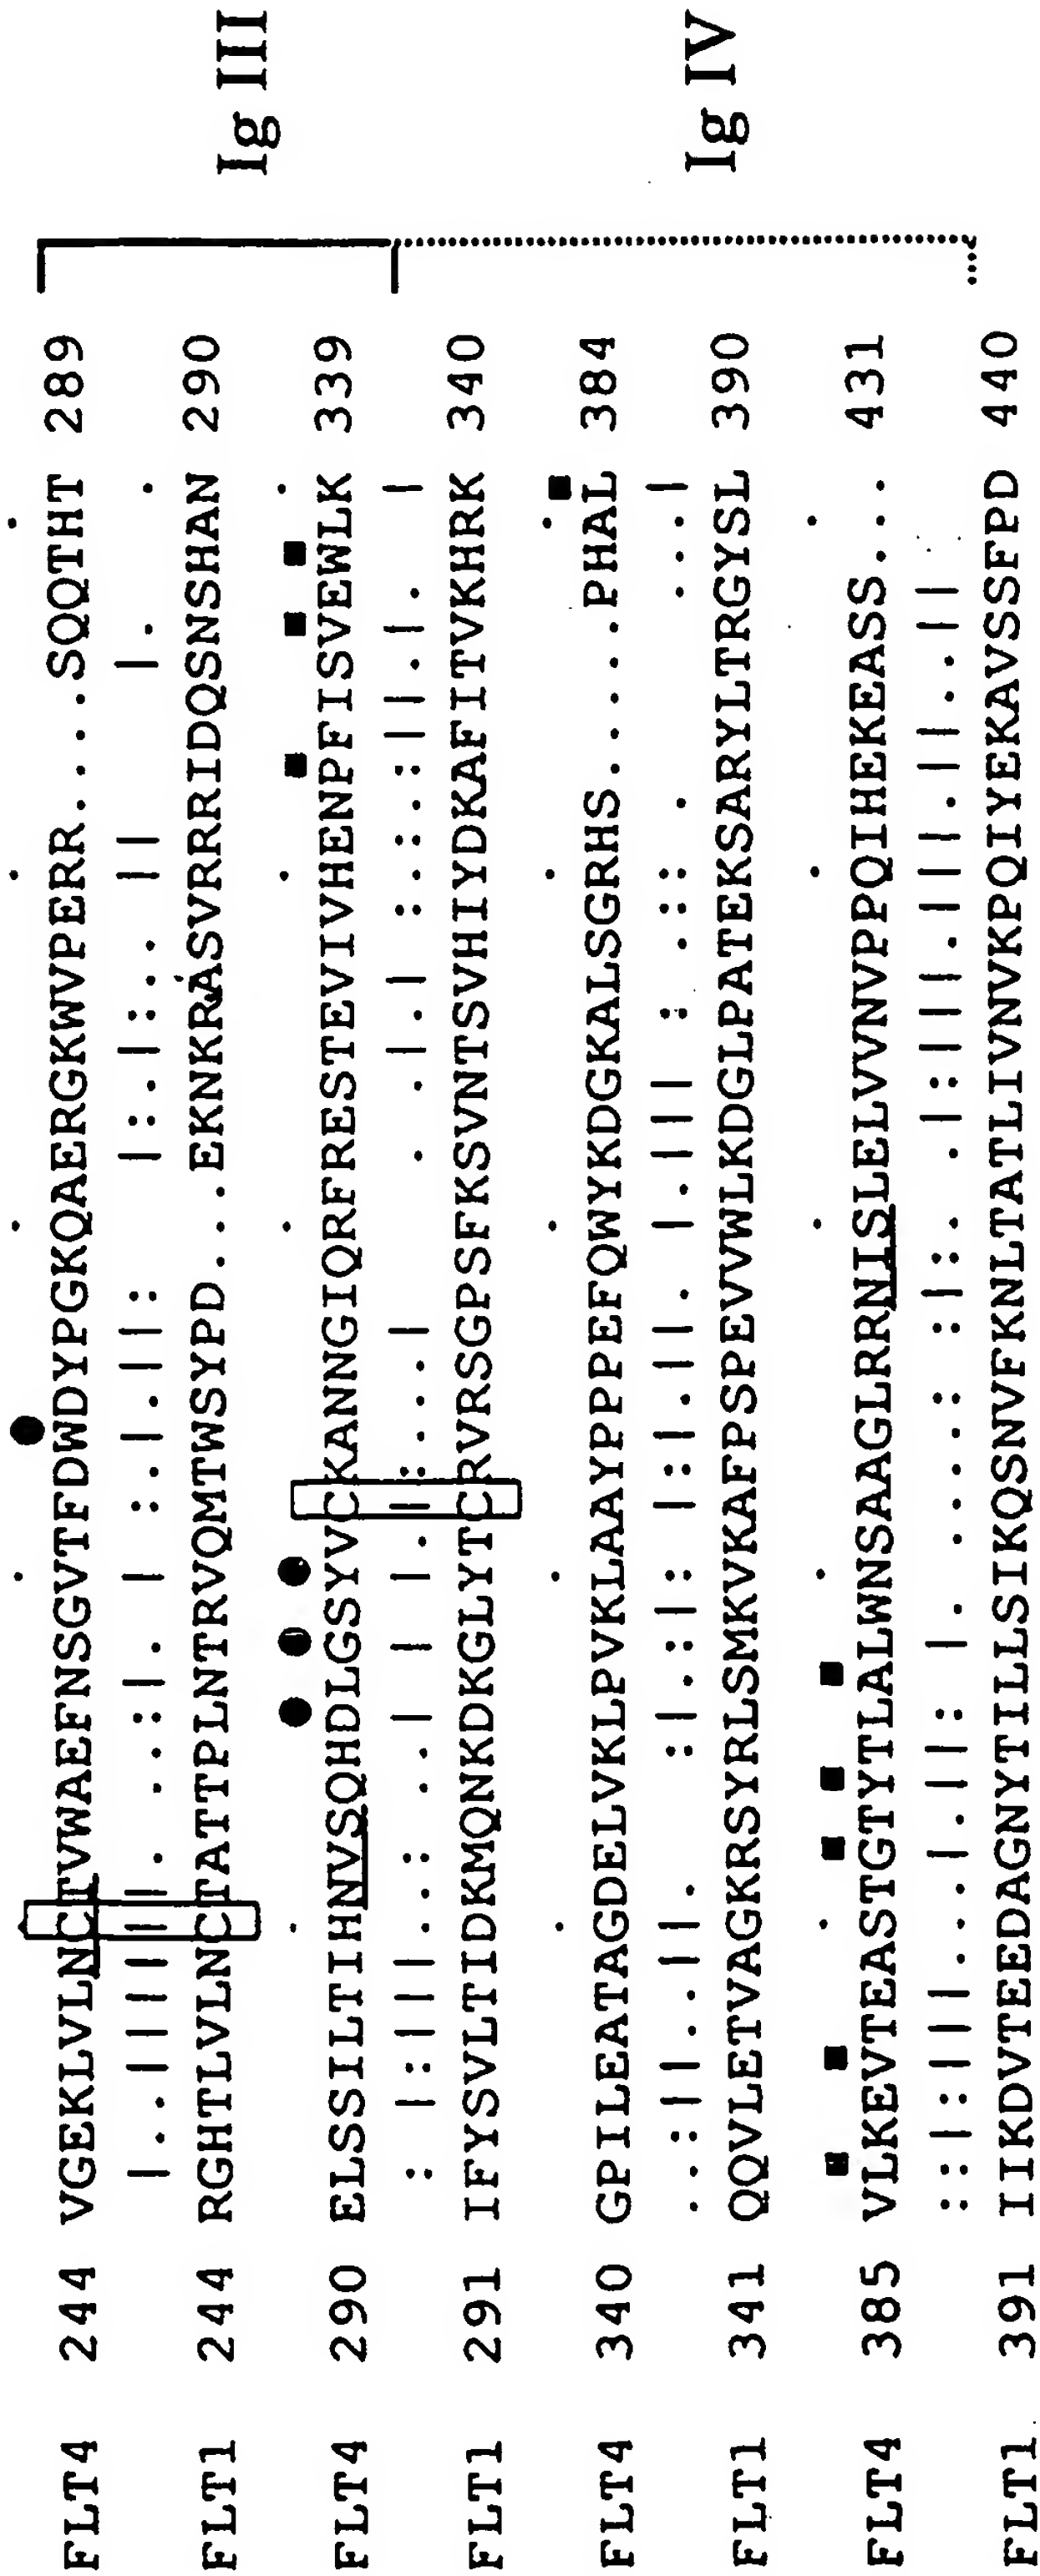 FLT4 244 VGEKLVLNCTVWAEFNSGVTFDWDYPGKQAERGKWVPERR....SQQTHT 289
FLT1 244 RGHTLVLNCTATTPLNTRVQMTWSYPD...EKNKRASVRRRIDQSNSHAN 290
Ig III
FLT4 290 ELSSILTIHNVSQHDLGSYVCKANNGIQRFRESTEVIVHENPFISVEWLK 339
FLT1 291 IFYSVLTIDKMQNKDKGLYTCRVRSGPSFKSVNTSVHIYDKAFITVKHRK 340
FLT4 340 GPILEATAGDELVKLPVKLAAYPPPEFQWYKDGKALSGRHS.....PHAL 384
FLT1 341 QQVLETVAGKRSYRLSMKVKAFPSPEVVWLKDGLPATEKSARYLTRGYSL 390
Ig IV
FLT4 385 VLKEVTEASTGTYTLALWNSAAGLRRNISLELVVNVPPQIHEKEASS... 431
FLT1 391 IIKDVTEEDAGNYTILLSIKQSNVFKNLTATLIVNVKPQIYEKAVSSFPD 440